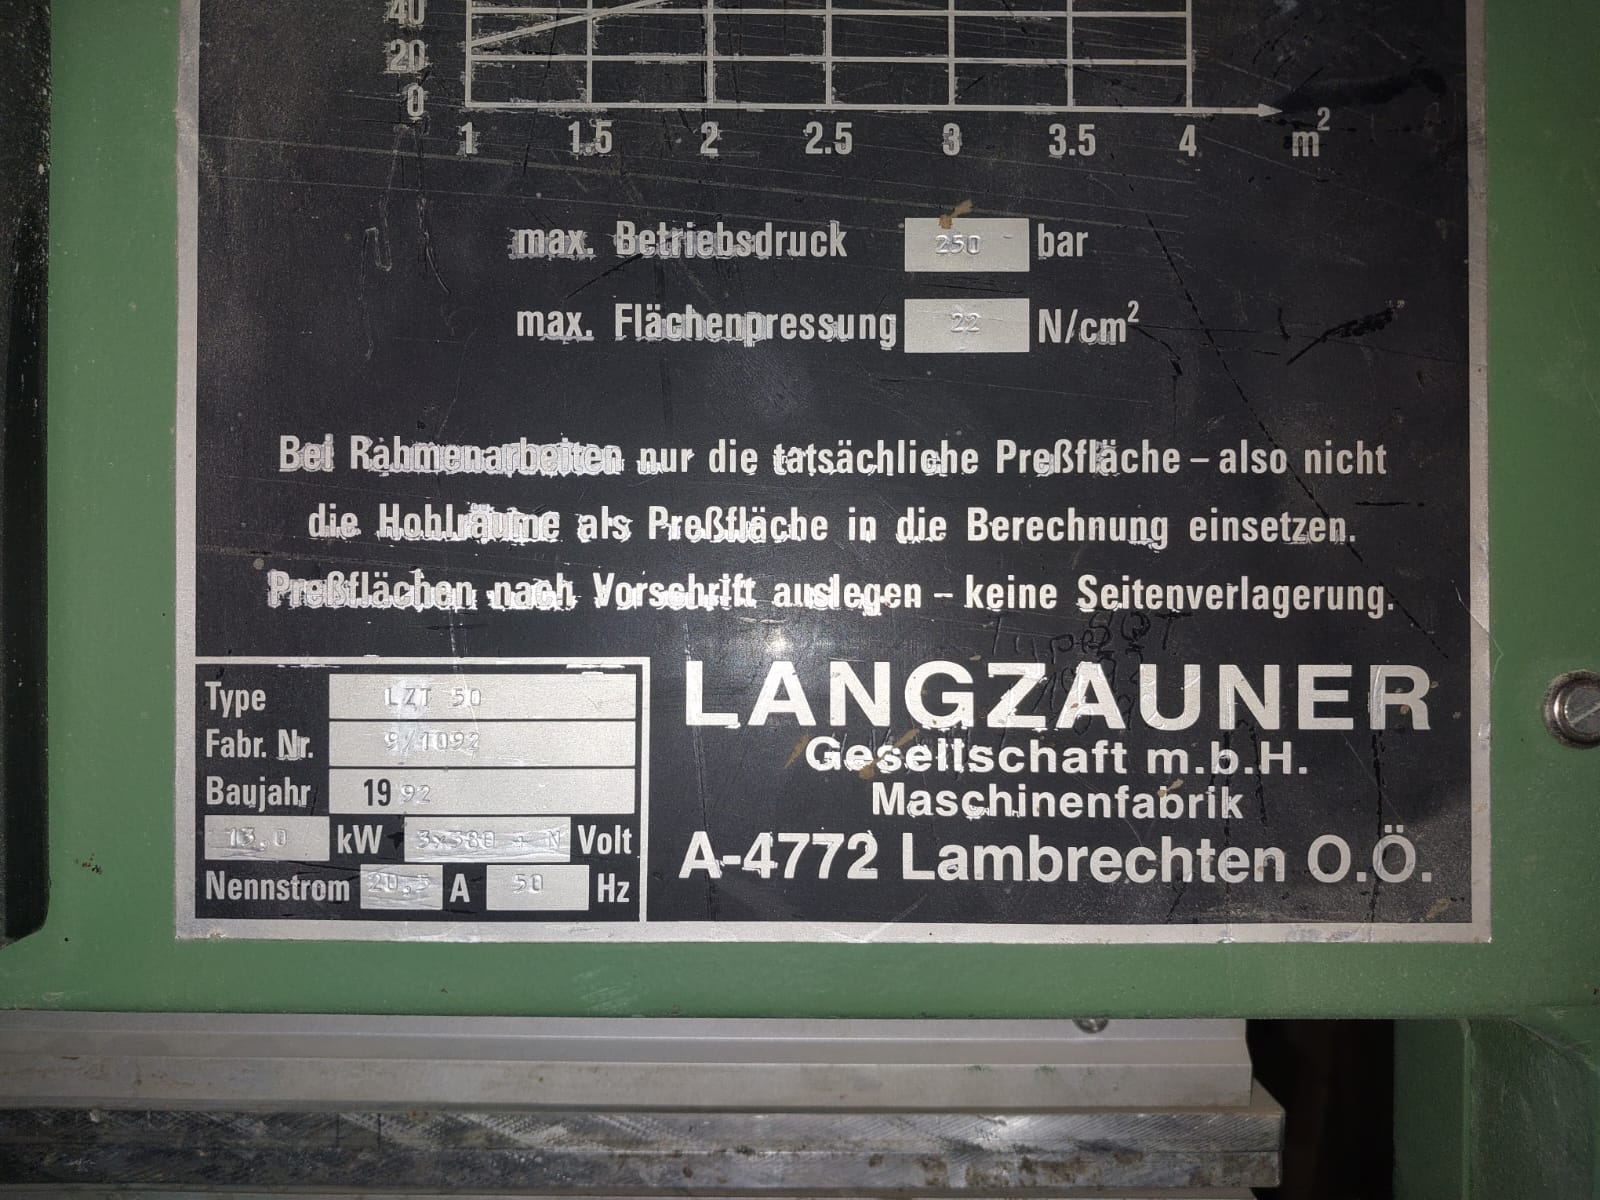 40
20
0
1 1.5 2 2.5 3 3.5 4 m²
max. Betriebsdruck 250 bar
max. Flächenpressung 22 N/cm²
Bei Rahmenarbeiten nur die tatsächliche Preßfläche – also nicht
die Hohlräume als Preßfläche in die Berechnung einsetzen.
Preßflächen nach Vorschrift auslegen – keine Seitenverlagerung.
Type LZT 50
Fabr. Nr. 9/1092
Baujahr 1992
13,0 kW 3x380 + N Volt
Nennstrom 20,5 A 50 Hz
LANGZAUNER
Gesellschaft m.b.H.
Maschinenfabrik
A-4772 Lambrechten O.Ö.